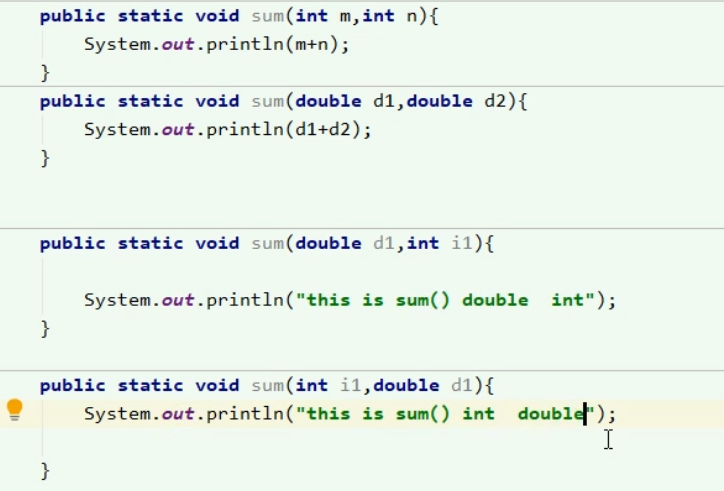 public static void sum(int m,int n){
    System.out.println(m+n);
}
public static void sum(double d1,double d2){
    System.out.println(d1+d2);
}
public static void sum(double d1,int i1){
    System.out.println("this is sum() double  int");
}
public static void sum(int i1,double d1){
    System.out.println("this is sum() int  double");
}